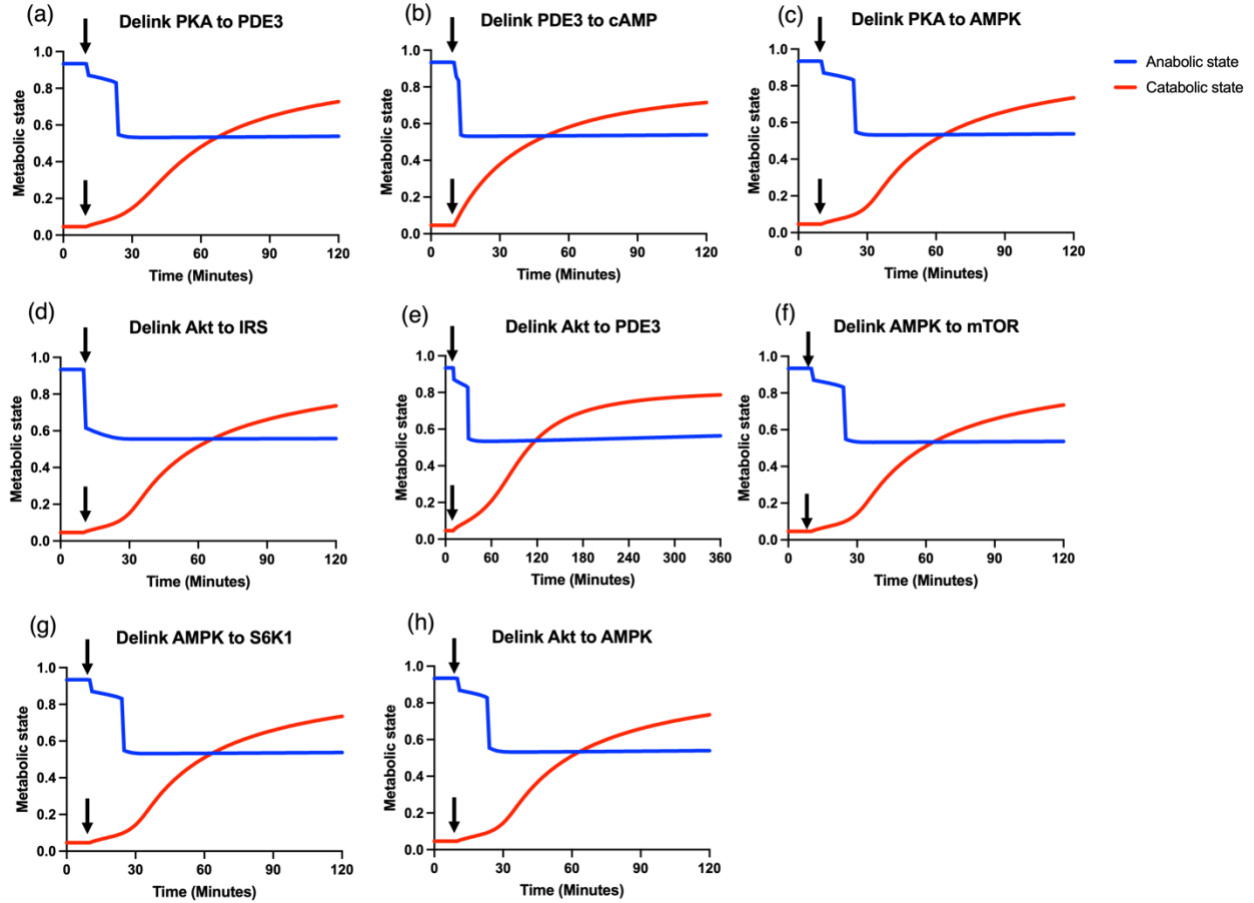 (a) Delink PKA to PDE3
1.0
0.8
0.6
0.4
0.2
0.0
Metabolic state
0 30 60 90 120
Time (Minutes)
(b) Delink PDE3 to cAMP
1.0
0.8
0.6
0.4
0.2
0.0
Metabolic state
0 30 60 90 120
Time (Minutes)
(c) Delink PKA to AMPK
1.0
0.8
0.6
0.4
0.2
0.0
Metabolic state
0 30 60 90 120
Time (Minutes)
Anabolic state
Catabolic state
(d) Delink Akt to IRS
1.0
0.8
0.6
0.4
0.2
0.0
Metabolic state
0 30 60 90 120
Time (Minutes)
(e) Delink Akt to PDE3
1.0
0.8
0.6
0.4
0.2
0.0
Metabolic state
0 60 120 180 240 300 360
Time (Minutes)
(f) Delink AMPK to mTOR
1.0
0.8
0.6
0.4
0.2
0.0
Metabolic state
0 30 60 90 120
Time (Minutes)
(g) Delink AMPK to S6K1
1.0
0.8
0.6
0.4
0.2
0.0
Metabolic state
0 30 60 90 120
Time (Minutes)
(h) Delink Akt to AMPK
1.0
0.8
0.6
0.4
0.2
0.0
Metabolic state
0 30 60 90 120
Time (Minutes)